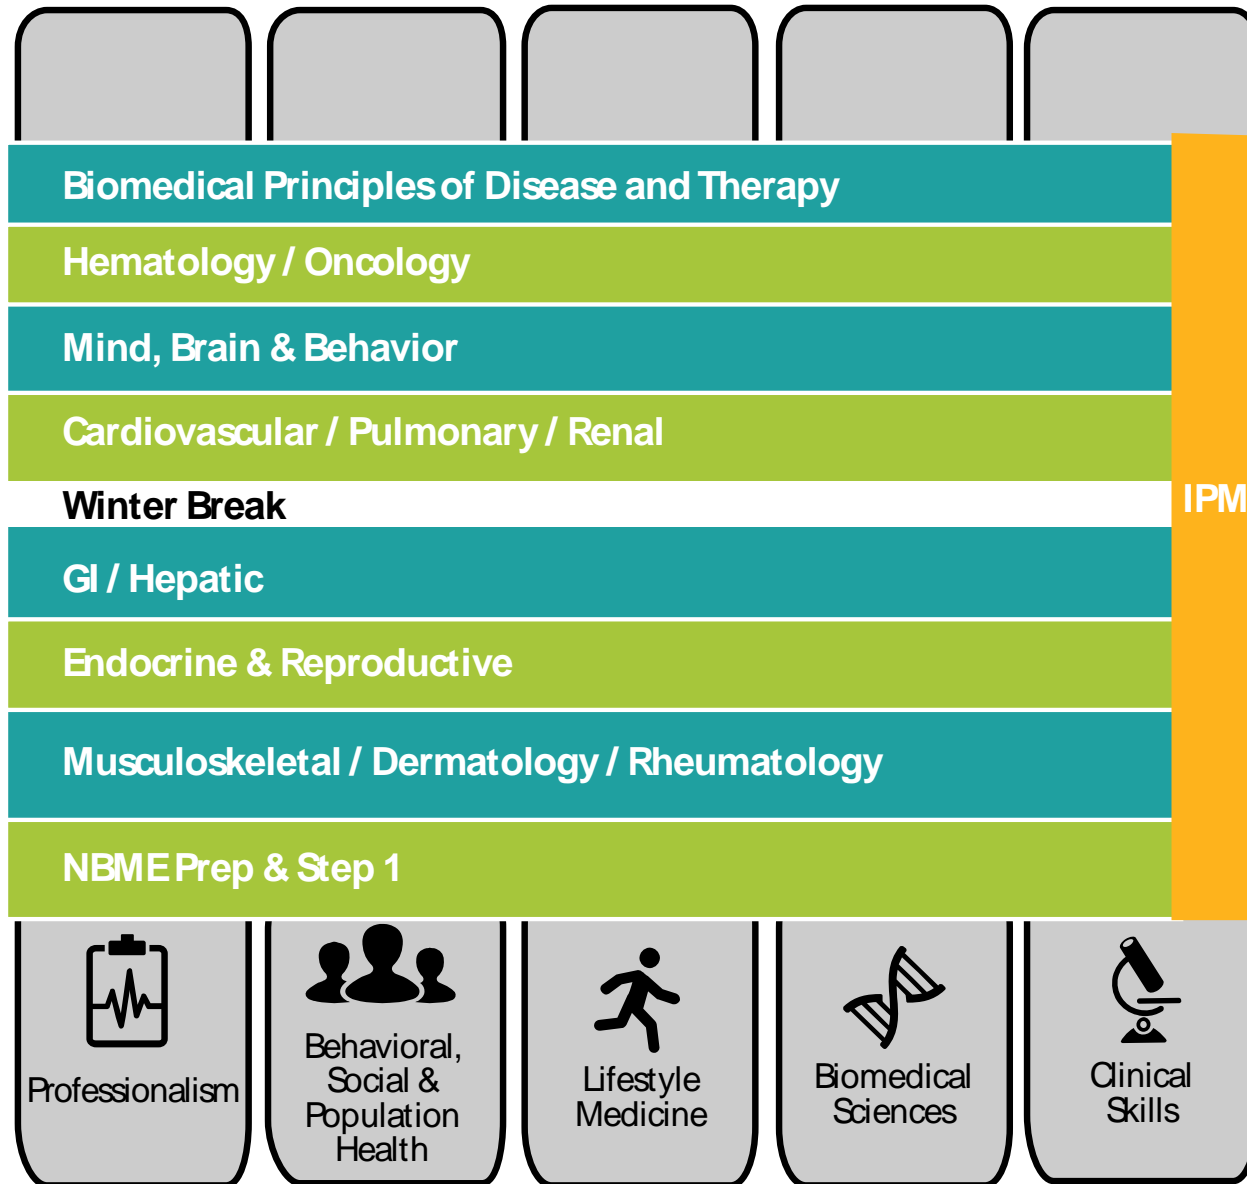 Biomedical Principles of Disease and Therapy
Hematology / Oncology
Mind, Brain & Behavior
Cardiovascular / Pulmonary / Renal
Winter Break
IPM
GI / Hepatic
Endocrine & Reproductive
Musculoskeletal / Dermatology / Rheumatology
NBME Prep & Step 1
Professionalism
Behavioral,
Social &
Population
Health
Lifestyle
Medicine
Biomedical
Sciences
Clinical
Skills